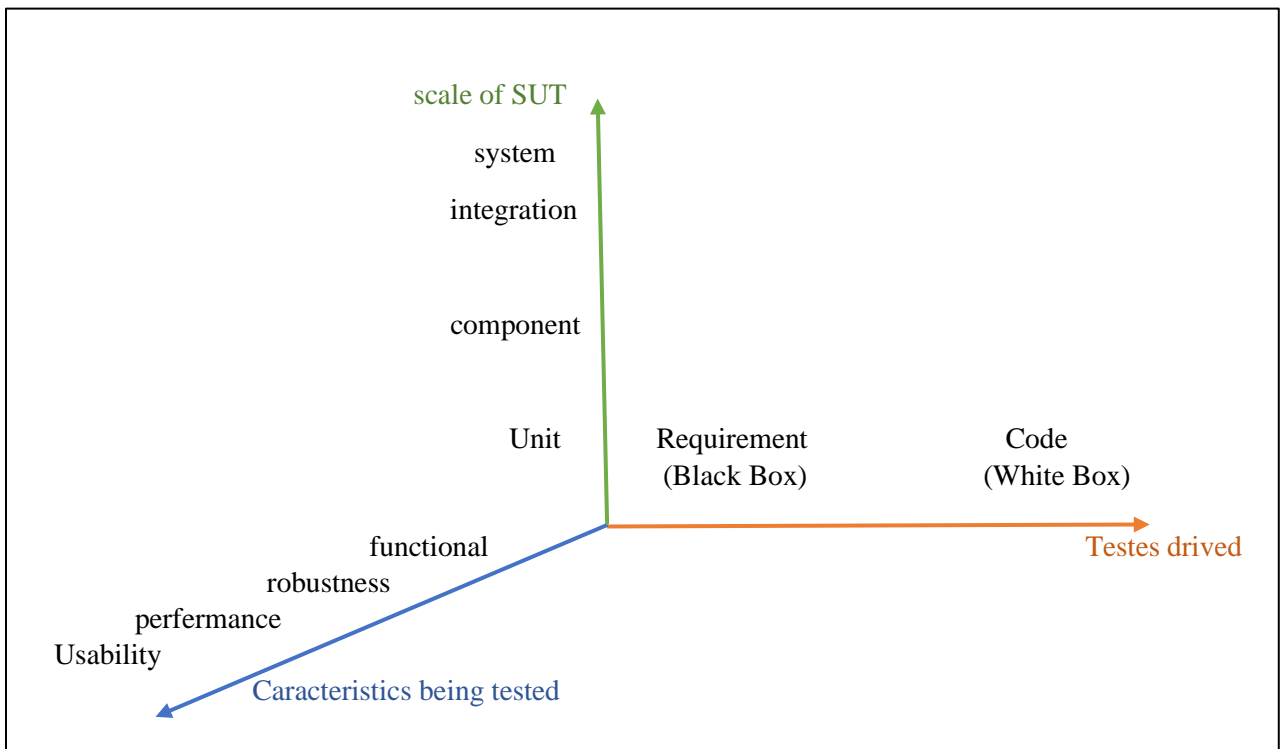 scale of SUT
system
integration
component
Unit
Requirement
(Black Box)
Code
(White Box)
Testes drived
functional
robustness
perfermance
Usability
Caracteristics being tested